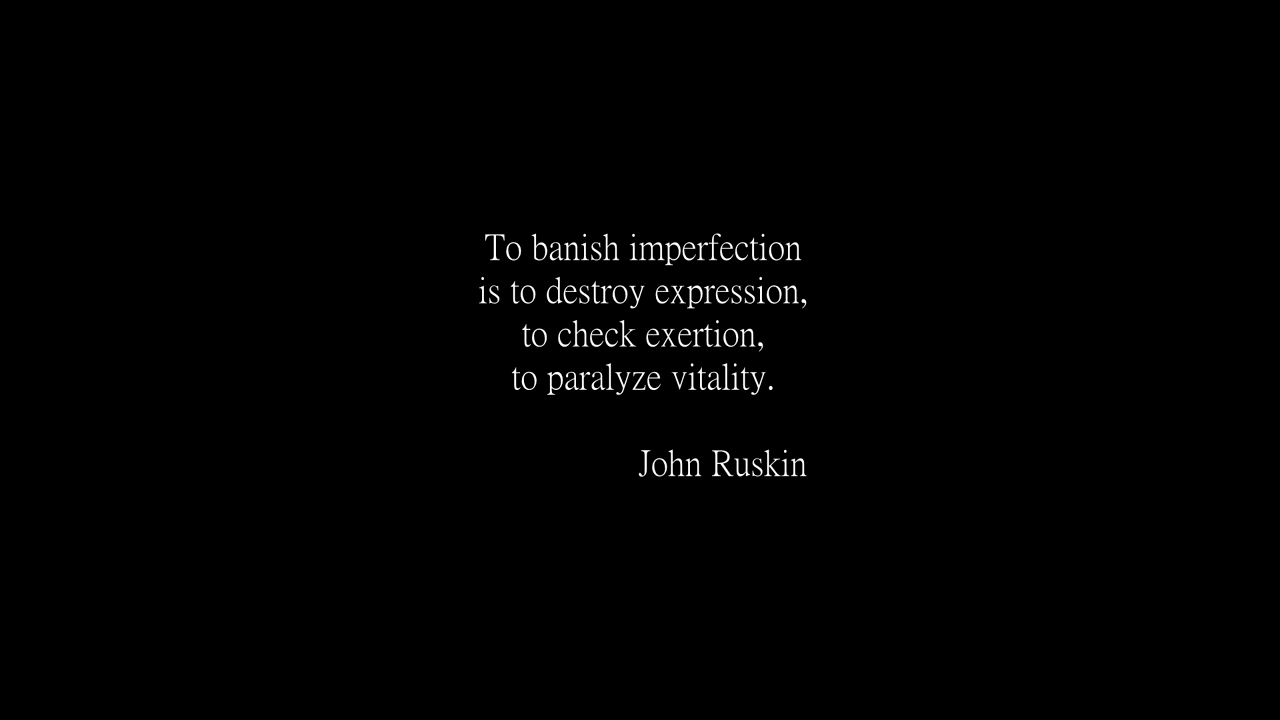 To banish imperfection
is to destroy expression,
to check exertion,
to paralyze vitality.
John Ruskin